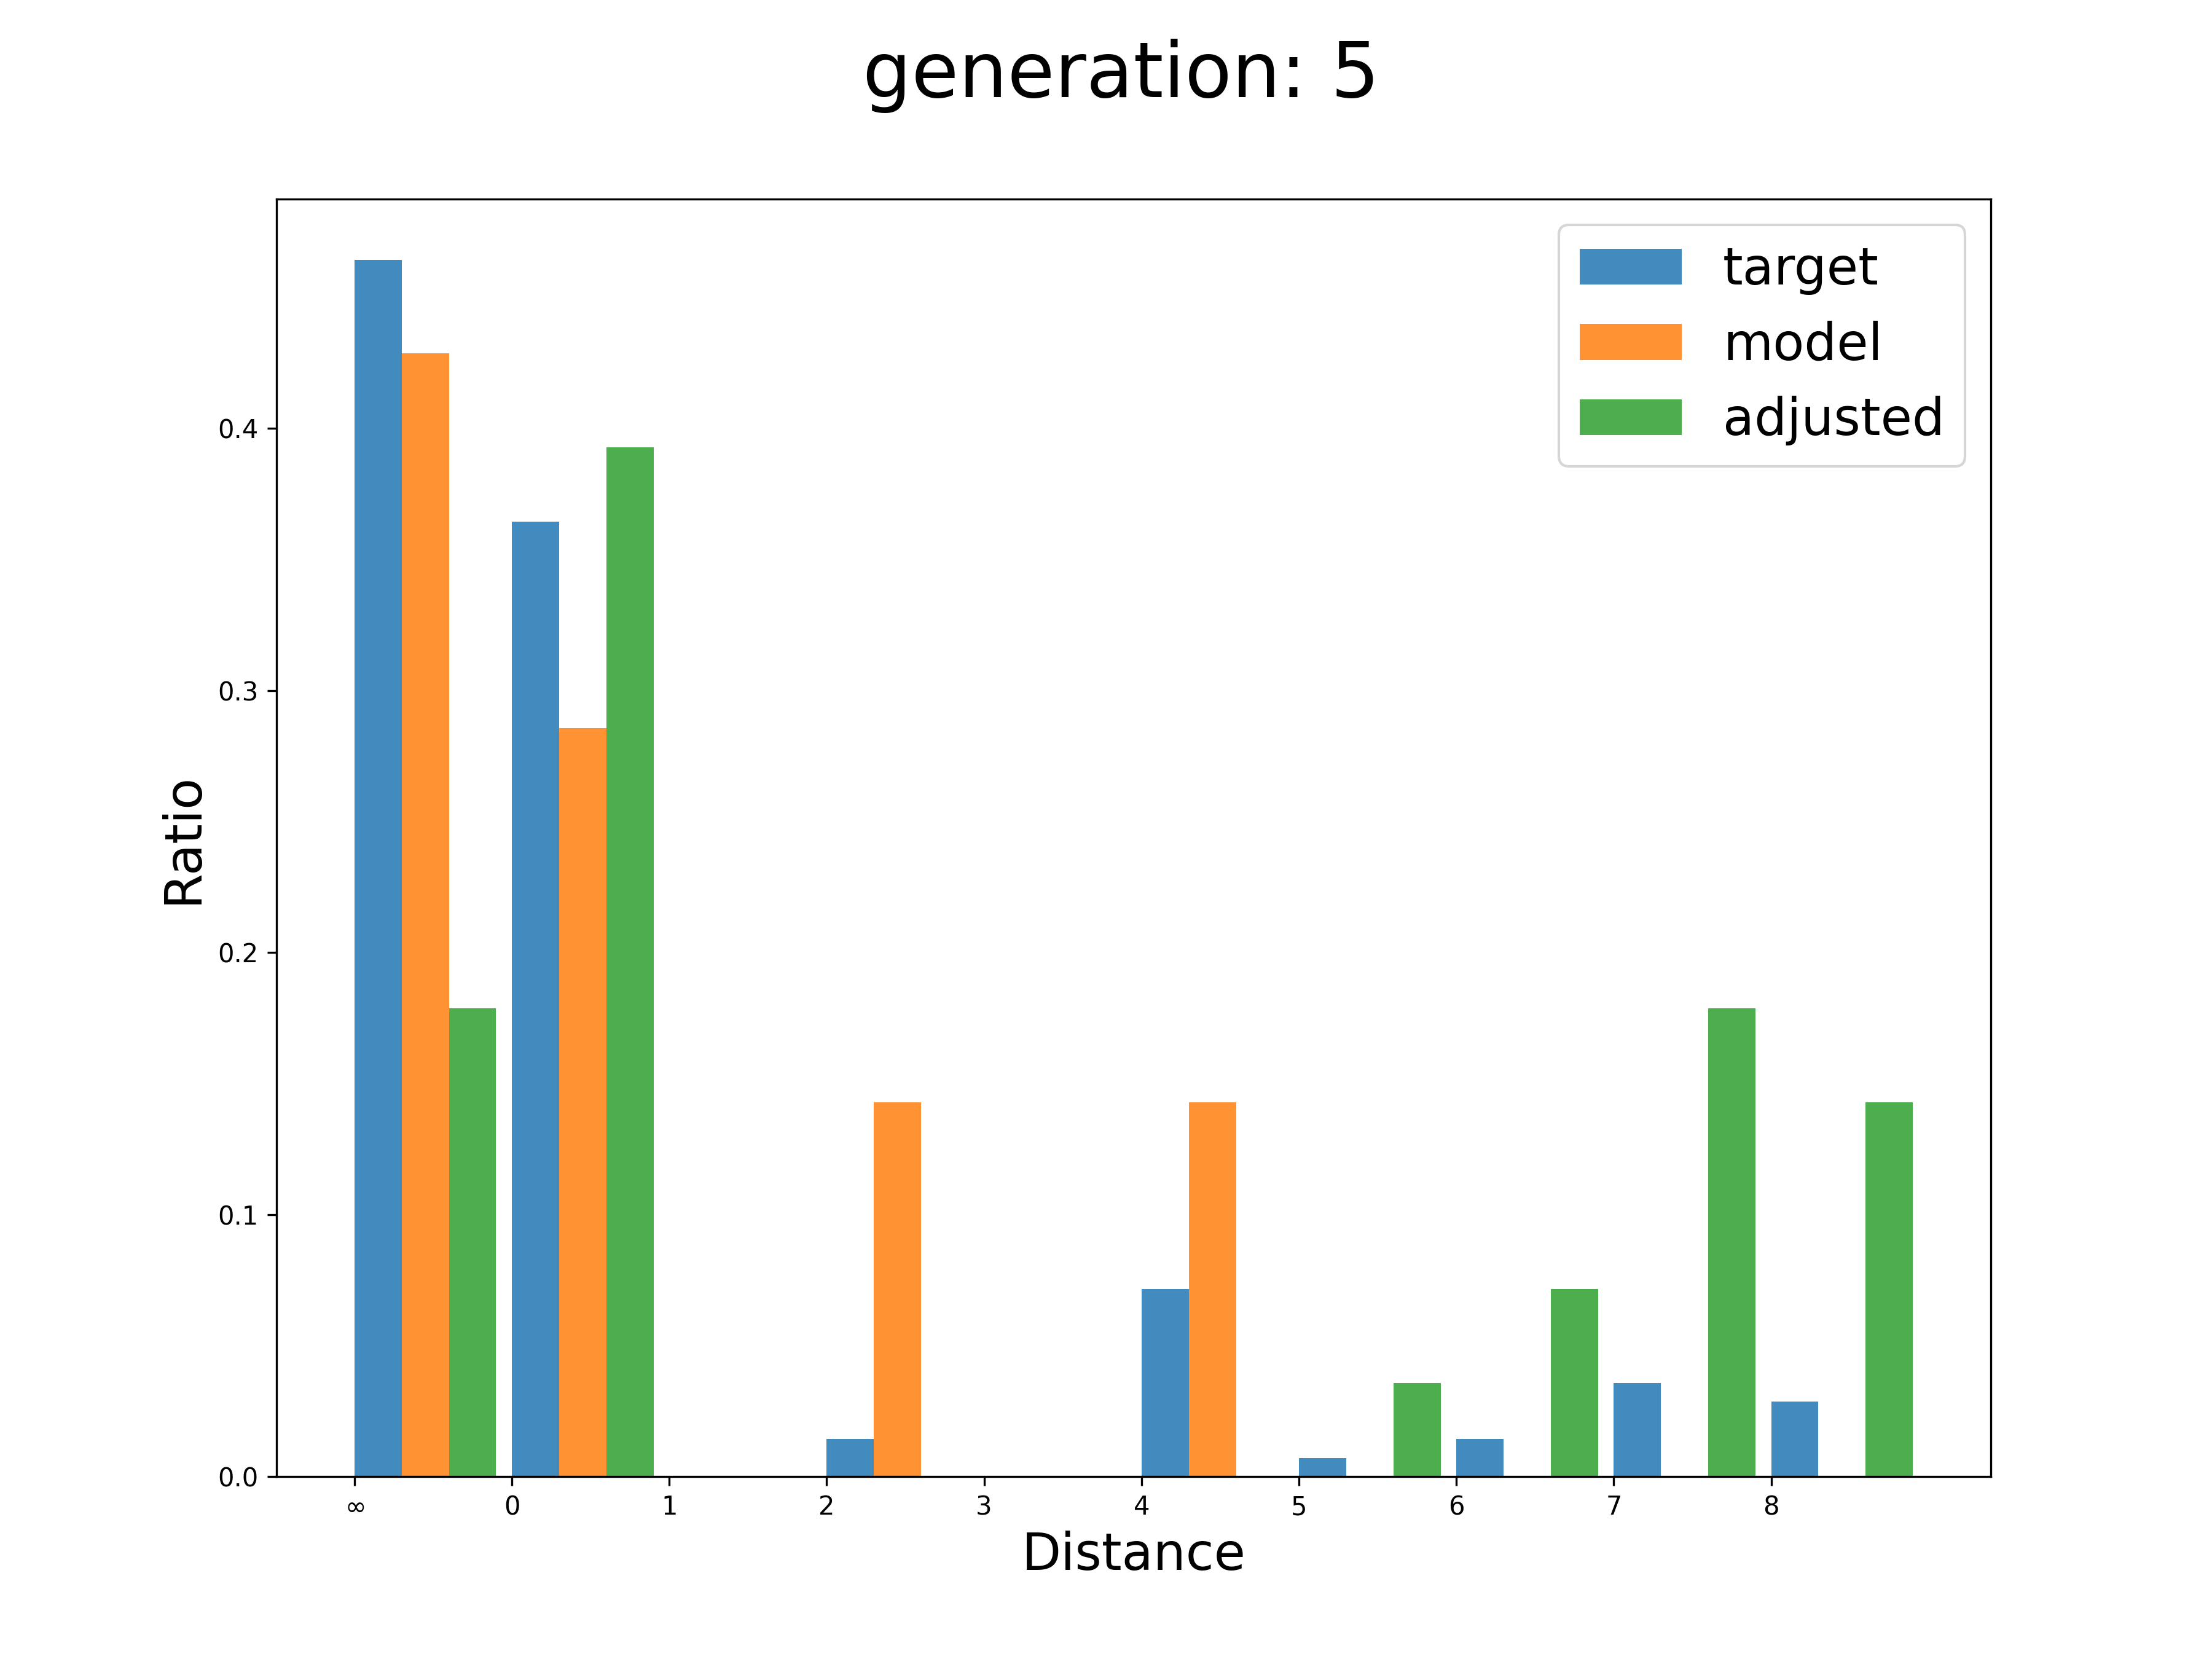 generation: 5
target
model
adjusted
0.4
0.3
0.2
0.1
0.0
Ratio
∞ 0 1 2 3 4 5 6 7 8
Distance